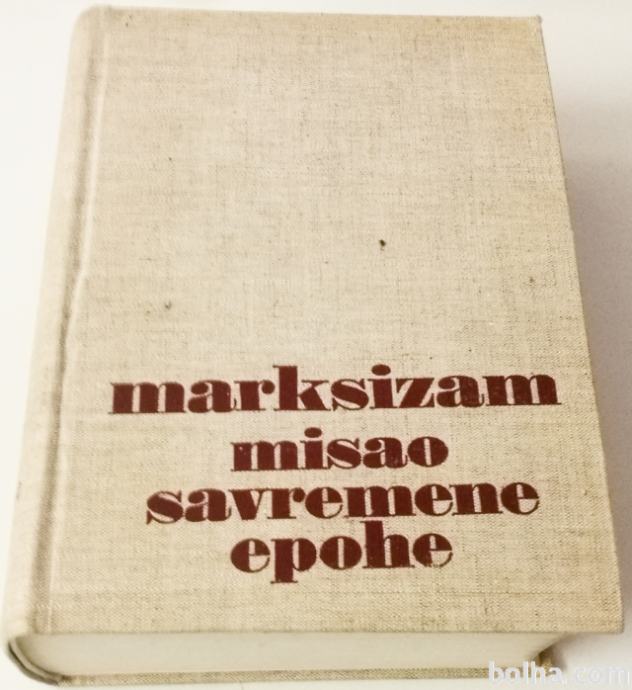 marksizam
misao
savremene
epohe
bolha.com